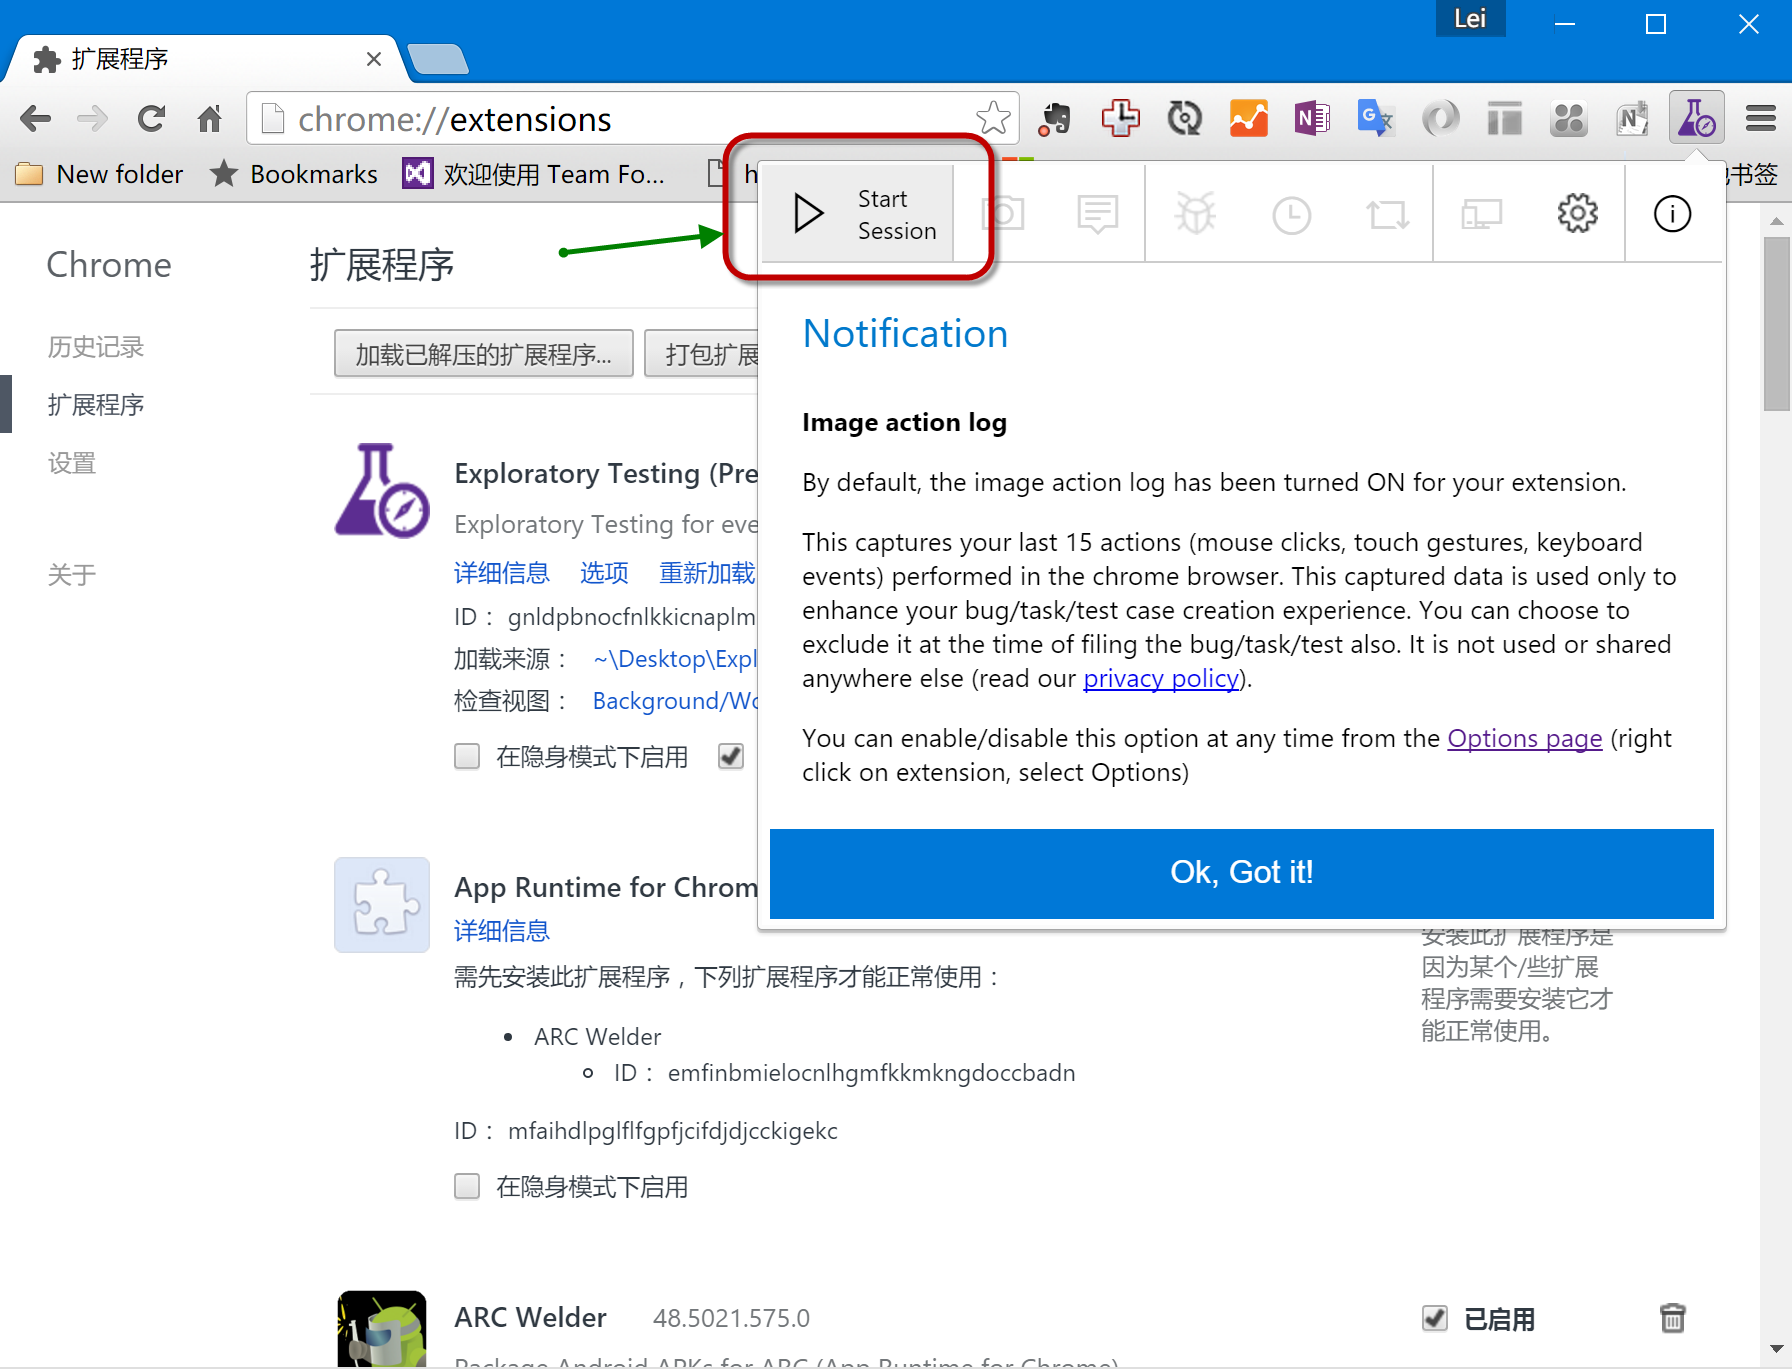 Lei
扩展程序
chrome://extensions
New folder
Bookmarks
欢迎使用 Team Fo...
h
书签
Start
Session
Chrome
历史记录
扩展程序
设置
关于
扩展程序
加载已解压的扩展程序...
打包扩展
Exploratory Testing (Pre
Exploratory Testing for eve
详细信息 选项 重新加载
ID： gnldpbnocfnlkkicnaplm
加载来源： ~\Desktop\Expl
检查视图： Background/Wo
在隐身模式下启用
Notification
Image action log
By default, the image action log has been turned ON for your extension.
This captures your last 15 actions (mouse clicks, touch gestures, keyboard
events) performed in the chrome browser. This captured data is used only to
enhance your bug/task/test case creation experience. You can choose to
exclude it at the time of filing the bug/task/test also. It is not used or shared
anywhere else (read our privacy policy).
You can enable/disable this option at any time from the Options page (right
click on extension, select Options)
Ok, Got it!
App Runtime for Chrom
详细信息
需先安装此扩展程序，下列扩展程序才能正常使用：
ARC Welder
ID： emfinbmielocnlhgmfkkmkngdoccbadn
ID： mfaihdlpglflfgpfjcifdjdjcckigekc
在隐身模式下启用
安装此扩展程序是
因为某个/些扩展
程序需要安装它才
能正常使用。
ARC Welder 48.5021.575.0
已启用
Package Android APKs for ARC (App Runtime for Chrome)